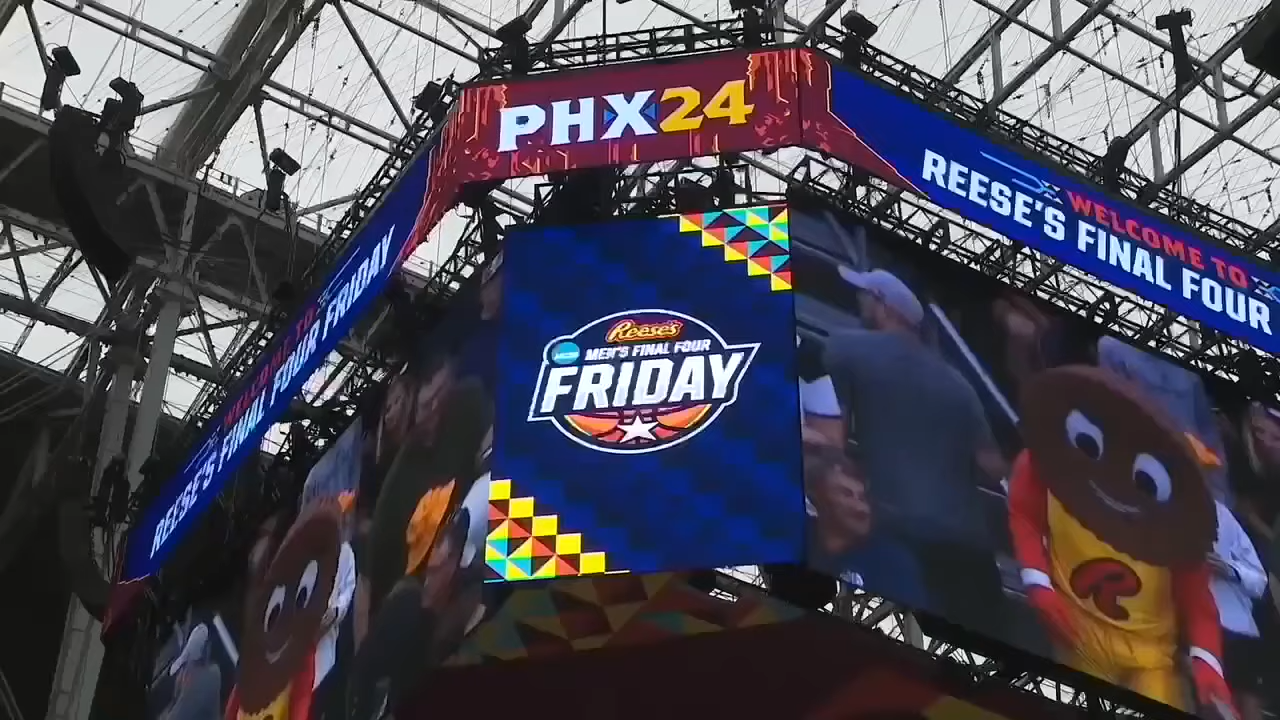 PHX24
WELCOME TO
REESE'S FINAL FOUR
WELCOME TO
REESE'S FINAL FOUR FRIDAY
Reese's
NCAA
MEN'S FINAL FOUR
FRIDAY
R